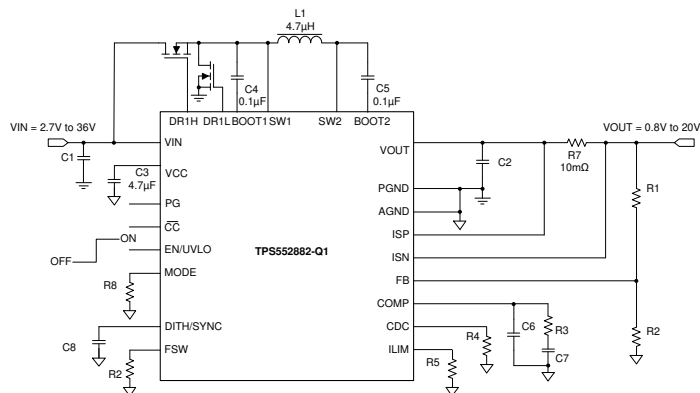 L1
4.7µH
C4
0.1µF
C5
0.1µF
DR1H DR1L BOOT1 SW1 SW2 BOOT2
VIN = 2.7V to 36V
VOUT = 0.8V to 20V
C1
VIN
VOUT
C2
R7
10mΩ
C3
4.7µF
VCC
PGND
R1
PG
AGND
CC
ISP
ON
OFF
EN/UVLO
TPS552882-Q1
ISN
MODE
FB
R8
COMP
C6
R3
DITH/SYNC
CDC
R4
R2
C8
C7
FSW
ILIM
R2
R5